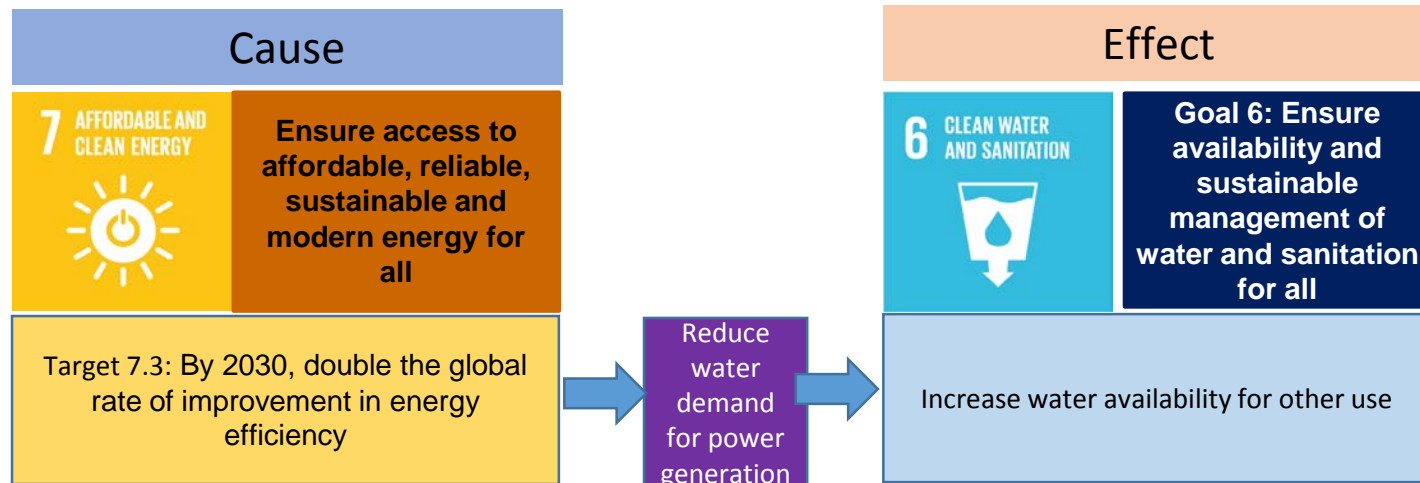 Cause
7 AFFORDABLE AND
CLEAN ENERGY
Ensure access to
affordable, reliable,
sustainable and
modern energy for
all
Target 7.3: By 2030, double the global
rate of improvement in energy
efficiency
Reduce
water
demand
for power
generation
Effect
6 CLEAN WATER
AND SANITATION
Goal 6: Ensure
availability and
sustainable
management of
water and sanitation
for all
Increase water availability for other use